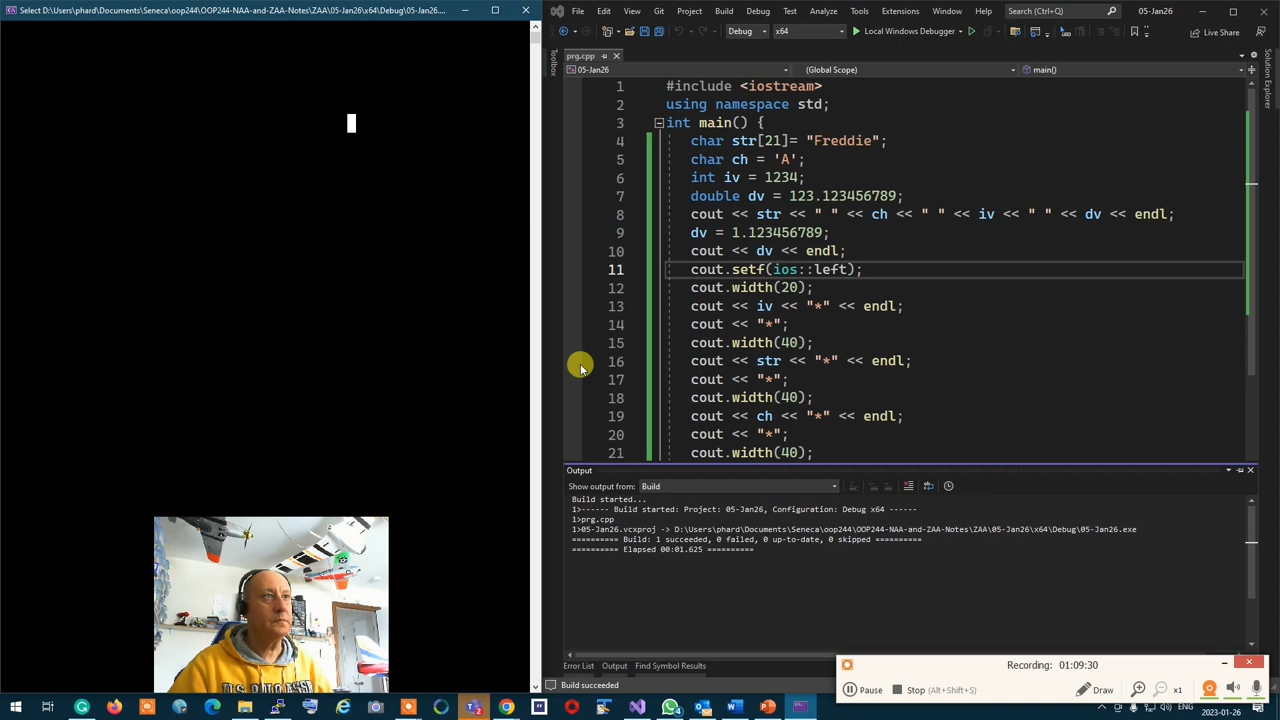 Select D:\Users\phard\Documents\Seneca\oop244\OOP244-NAA-and-ZAA-Notes\ZAA\05-Jan26\x64\Debug\05-Jan26....
File Edit View Git Project Build Debug Test Analyze Tools Extensions Window Help Search (Ctrl+Q) 05-Jan26
Debug x64 Local Windows Debugger Live Share
prg.cpp
05-Jan26 (Global Scope) main()
Toolbox
Solution Explorer
1 #include <iostream>
2 using namespace std;
3 int main() {
4 char str[21]= "Freddie";
5 char ch = 'A';
6 int iv = 1234;
7 double dv = 123.123456789;
8 cout << str << " " << ch << " " << iv << " " << dv << endl;
9 dv = 1.123456789;
10 cout << dv << endl;
11 cout.setf(ios::left);
12 cout.width(20);
13 cout << iv << "*" << endl;
14 cout << "*";
15 cout.width(40);
16 cout << str << "*" << endl;
17 cout << "*";
18 cout.width(40);
19 cout << ch << "*" << endl;
20 cout << "*";
21 cout.width(40);
Output
Show output from: Build
Build started...
1>------ Build started: Project: 05-Jan26, Configuration: Debug x64 ------
1>prg.cpp
1>05-Jan26.vcxproj -> D:\Users\phard\Documents\Seneca\oop244\OOP244-NAA-and-ZAA-Notes\ZAA\05-Jan26\x64\Debug\05-Jan26.exe
========== Build: 1 succeeded, 0 failed, 0 up-to-date, 0 skipped ==========
========== Elapsed 00:01.625 ==========
Error List Output Find Symbol Results
Build succeeded
Recording: 01:09:30
Pause Stop (Alt+Shift+S) Draw x1
ENG 2:57 PM
2023-01-26